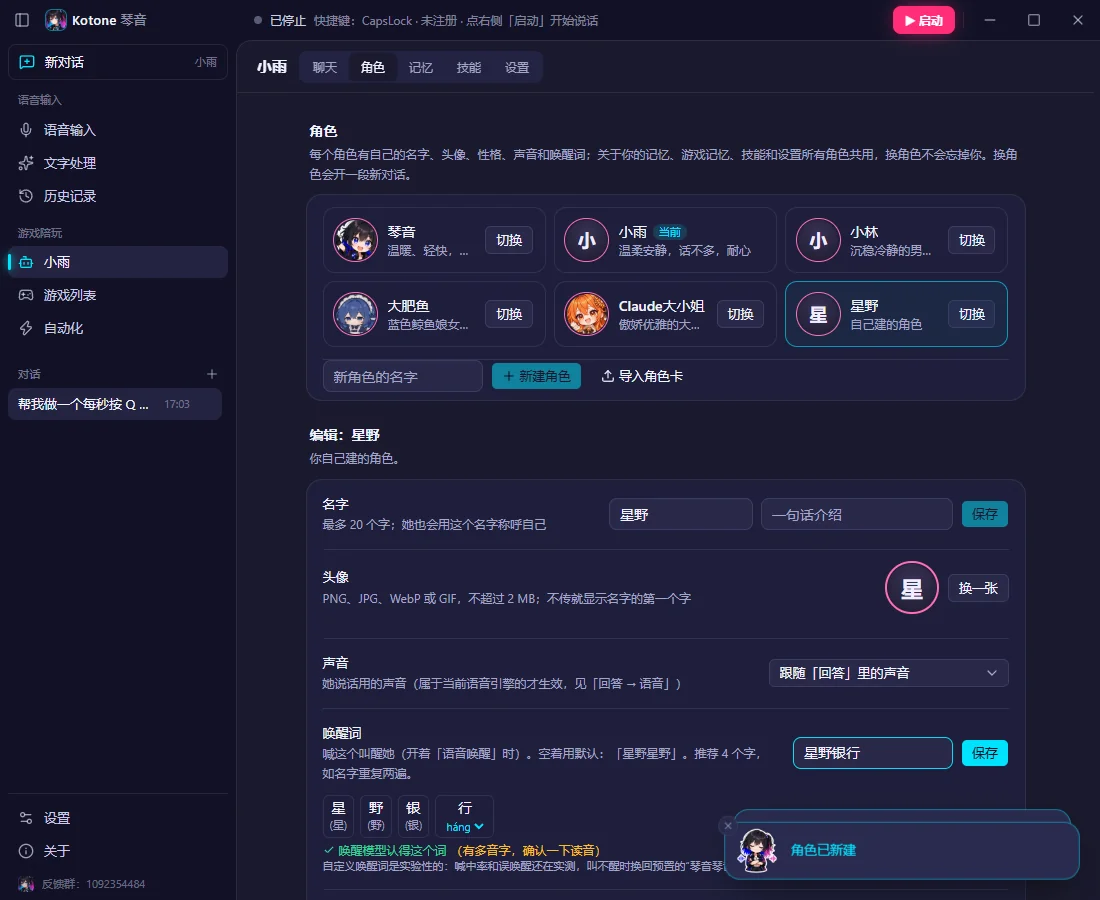 Kotone 琴音
已停止 快捷键：CapsLock · 未注册 · 点右侧「启动」开始说话
启动
新对话 小雨
语音输入
语音输入
文字处理
历史记录
游戏陪玩
小雨
游戏列表
自动化
对话
帮我做一个每秒按 Q ... 17:03
设置
关于
反馈群：1092354484
小雨 聊天 角色 记忆 技能 设置
角色
每个角色有自己的名字、头像、性格、声音和唤醒词；关于你的记忆、游戏记忆、技能和设置所有角色共用，换角色不会忘掉你。换角
色会开一段新对话。
琴音
温暖、轻快，...
切换
小
小雨 当前
温柔安静，话不多，耐心
小
小林
沉稳冷静的男...
切换
大肥鱼
蓝色鲸鱼娘女...
切换
Claude大小姐
傲娇优雅的大...
切换
星
星野
自己建的角色
切换
新角色的名字
新建角色
导入角色卡
编辑：星野
你自己建的角色。
名字
最多 20 个字；她也会用这个名字称呼自己
星野
一句话介绍
保存
头像
PNG、JPG、WebP 或 GIF，不超过 2 MB；不传就显示名字的第一个字
星
换一张
声音
她说话用的声音（属于当前语音引擎的才生效，见「回答 → 语音」）
跟随「回答」里的声音
唤醒词
喊这个叫醒她（开着「语音唤醒」时）。空着用默认：「星野星野」。推荐 4 个字，
如名字重复两遍。
星野银行
保存
星 野 银 行
(星) (野) (银) háng
唤醒模型认得这个词 （有多音字，确认一下读音）
自定义唤醒词是实验性的：喊中率和误唤醒还在实测，叫不醒时换回预置的“琴音琴
角色已新建